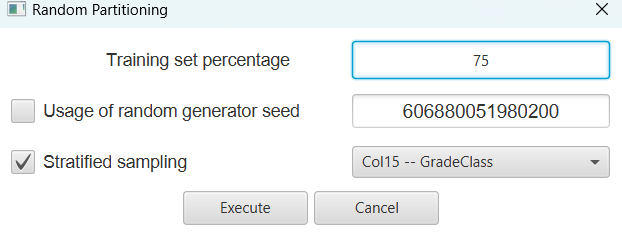 Random Partitioning
Training set percentage 75
Usage of random generator seed 606880051980200
Stratified sampling Col15 -- GradeClass
Execute Cancel